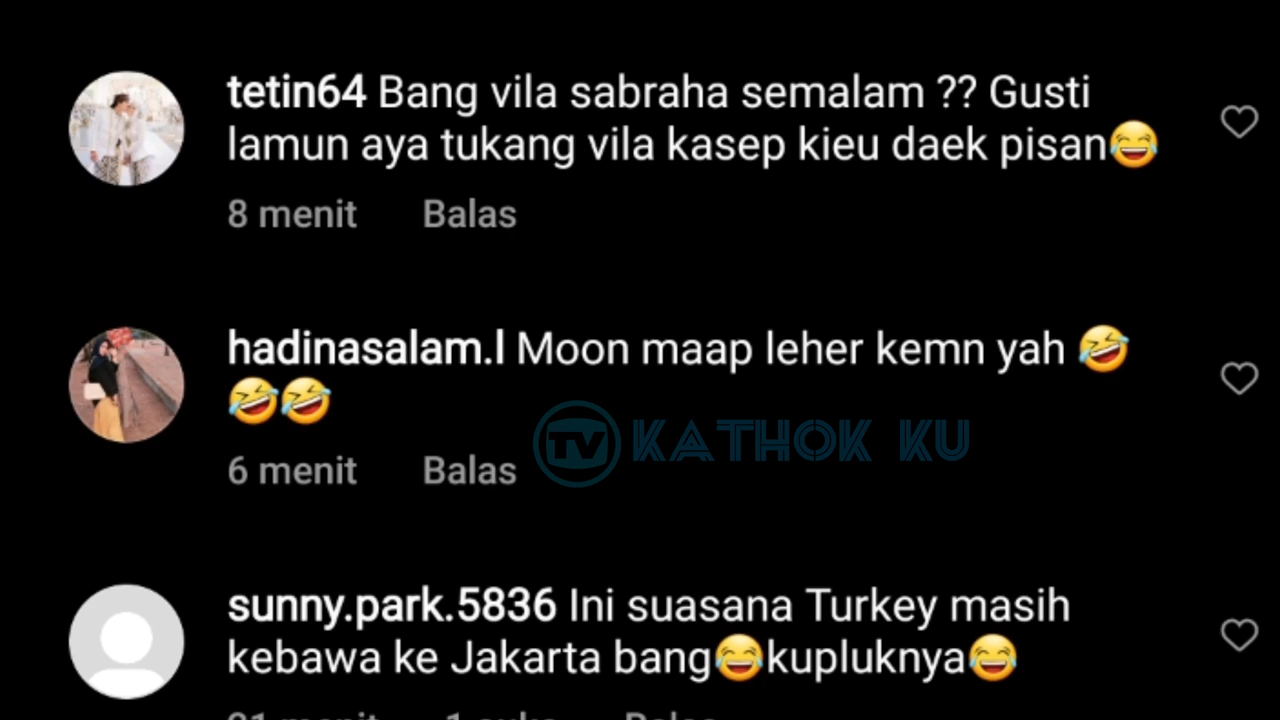 tetin64 Bang vila sabraha semalam ?? Gusti
lamun aya tukang vila kasep kieu daek pisan😂
8 menit Balas
hadinasalam.l Moon maap leher kemn yah 🤣
🤣🤣
6 menit Balas
TV KATHOK KU
sunny.park.5836 Ini suasana Turkey masih
kebawa ke Jakarta bang😂kupluknya😂